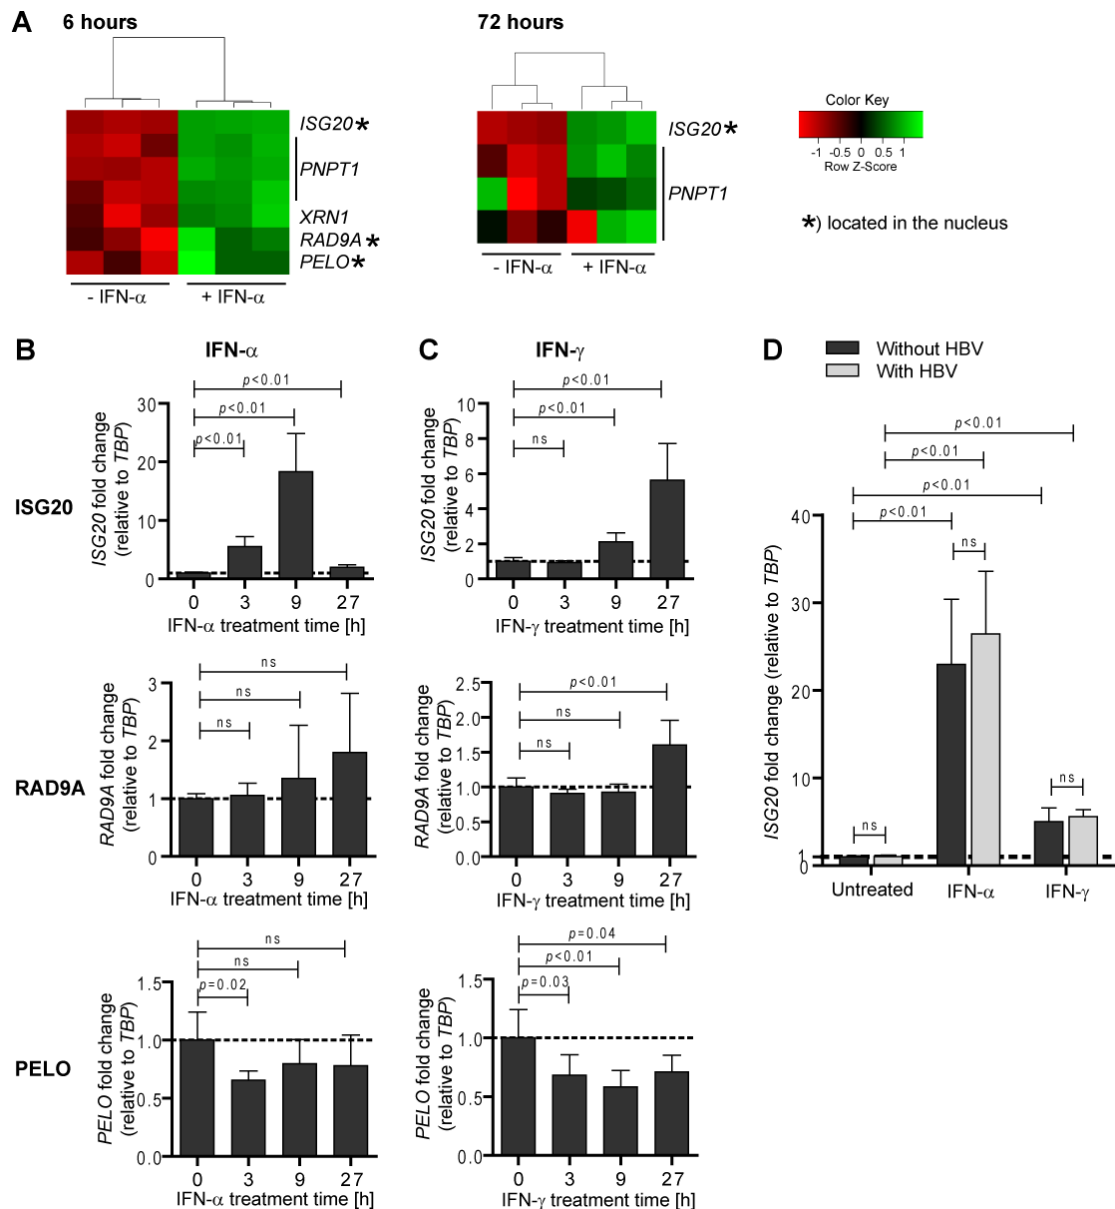 A
6 hours
72 hours
ISG20*
PNPT1
XRN1
RAD9A*
PELO*
- IFN-α
+ IFN-α
ISG20*
PNPT1
- IFN-α
+ IFN-α
Color Key
-1 -0.5 0 0.5 1
Row Z-Score
*) located in the nucleus
B
IFN-α
ISG20
ISG20 fold change
(relative to TBP)
p<0.01
p<0.01
p<0.01
30
20
10
0
0 3 9 27
IFN-α treatment time [h]
RAD9A
RAD9A fold change
(relative to TBP)
ns
ns
ns
3
2
1
0
0 3 9 27
IFN-α treatment time [h]
PELO
PELO fold change
(relative to TBP)
ns
ns
p=0.02
1.5
1.0
0.5
0.0
0 3 9 27
IFN-α treatment time [h]
C
IFN-γ
ISG20 fold change
(relative to TBP)
p<0.01
p<0.01
ns
10
8
6
4
2
0
0 3 9 27
IFN-γ treatment time [h]
RAD9A fold change
(relative to TBP)
p<0.01
ns
ns
2.5
2.0
1.5
1.0
0.5
0.0
0 3 9 27
IFN-γ treatment time [h]
PELO fold change
(relative to TBP)
p=0.04
p<0.01
p=0.03
1.5
1.0
0.5
0.0
0 3 9 27
IFN-γ treatment time [h]
D
Without HBV
With HBV
ISG20 fold change (relative to TBP)
p<0.01
p<0.01
p<0.01
p<0.01
ns
ns
ns
40
30
20
10
1
0
Untreated IFN-α IFN-γ